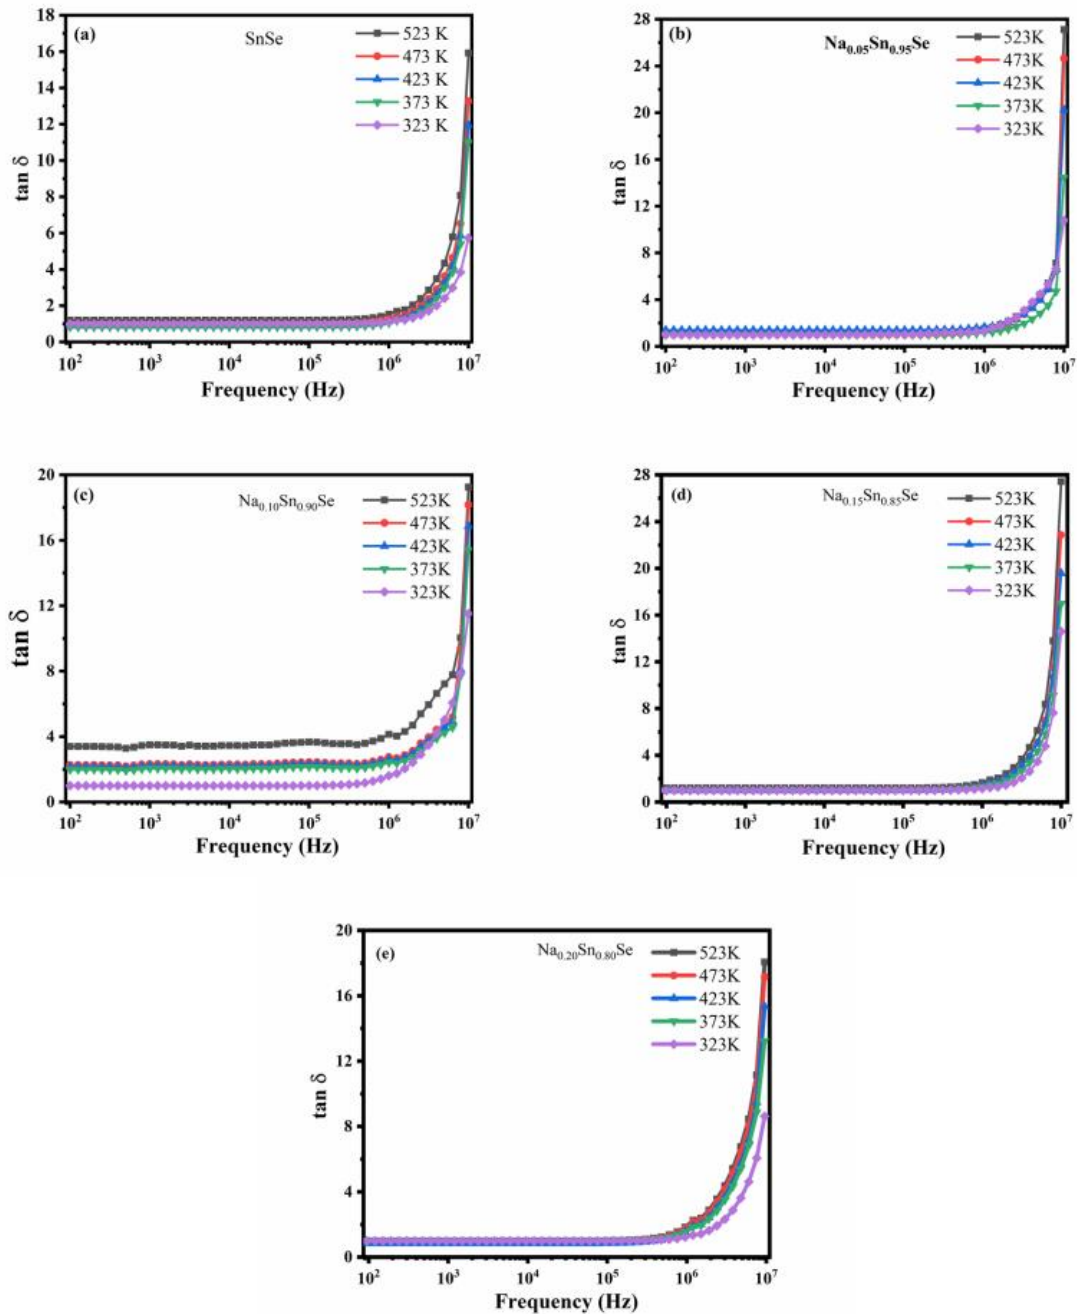 (a)
SnSe
523 K
473 K
423 K
373 K
323 K
18
16
14
12
10
8
6
4
2
0
tan δ
10² 10³ 10⁴ 10⁵ 10⁶ 10⁷
Frequency (Hz)
(b)
Na₀.₀₅Sn₀.₉₅Se
523K
473K
423K
373K
323K
28
24
20
16
12
8
4
0
tan δ
10² 10³ 10⁴ 10⁵ 10⁶ 10⁷
Frequency (Hz)
(c)
Na₀.₁₀Sn₀.₉₀Se
523K
473K
423K
373K
323K
20
16
12
8
4
0
tan δ
10² 10³ 10⁴ 10⁵ 10⁶ 10⁷
Frequency (Hz)
(d)
Na₀.₁₅Sn₀.₈₅Se
523K
473K
423K
373K
323K
28
24
20
16
12
8
4
0
tan δ
10² 10³ 10⁴ 10⁵ 10⁶ 10⁷
Frequency (Hz)
(e)
Na₀.₂₀Sn₀.₈₀Se
523K
473K
423K
373K
323K
20
16
12
8
4
0
tan δ
10² 10³ 10⁴ 10⁵ 10⁶ 10⁷
Frequency (Hz)